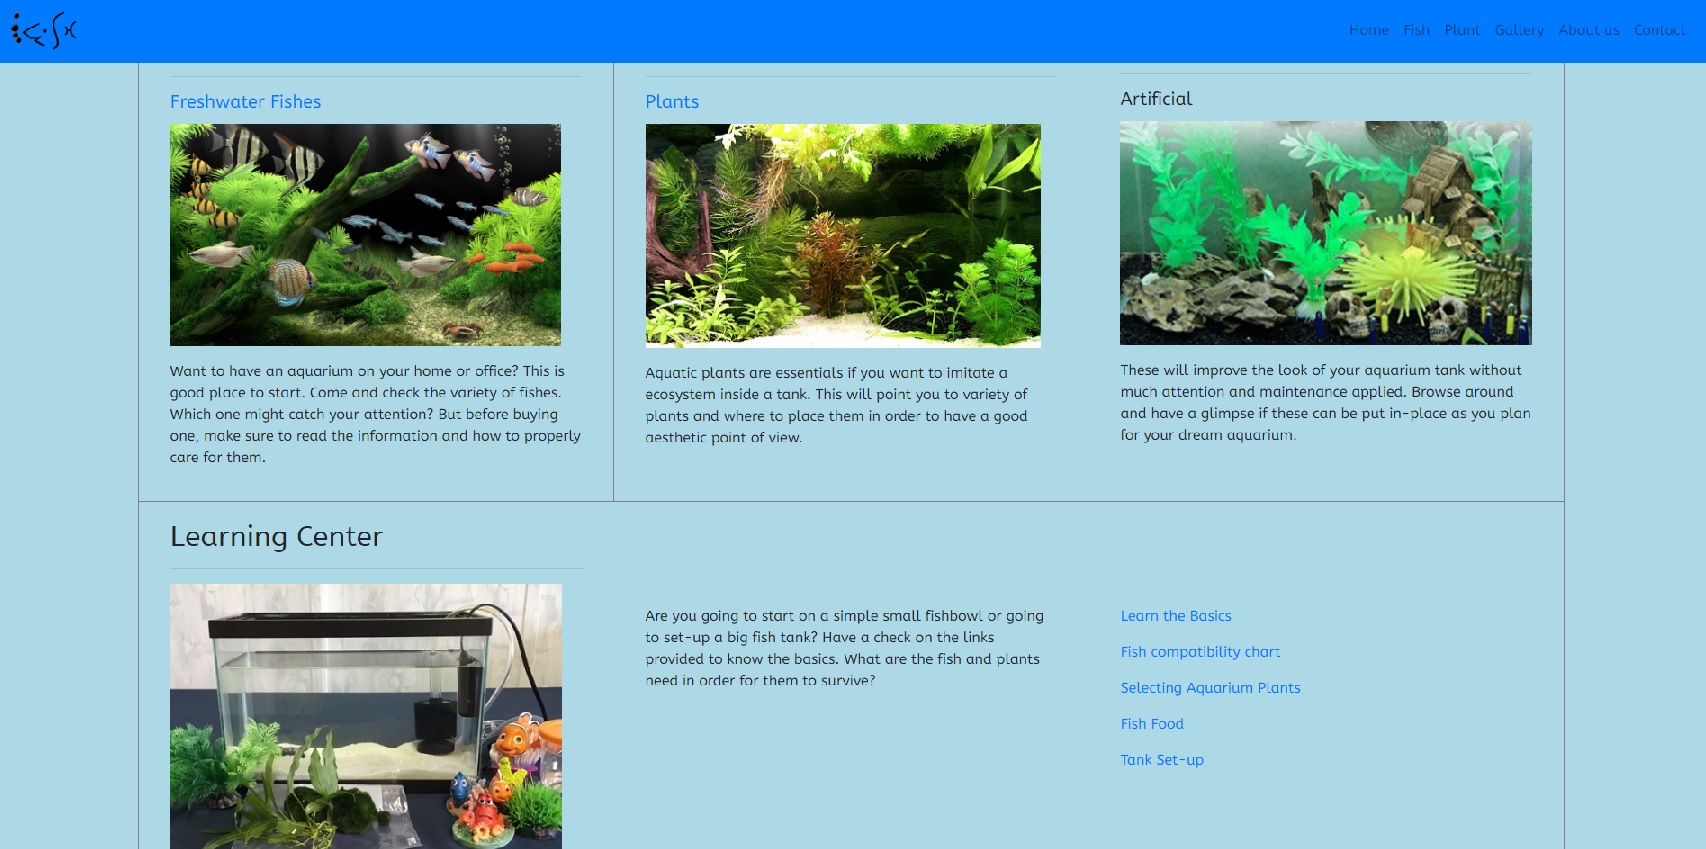 Home Fish Plant Gallery About us Contact
Freshwater Fishes
Want to have an aquarium on your home or office? This is
good place to start. Come and check the variety of fishes.
Which one might catch your attention? But before buying
one, make sure to read the information and how to properly
care for them.
Plants
Aquatic plants are essentials if you want to imitate a
ecosystem inside a tank. This will point you to variety of
plants and where to place them in order to have a good
aesthetic point of view.
Artificial
These will improve the look of your aquarium tank without
much attention and maintenance applied. Browse around
and have a glimpse if these can be put in-place as you plan
for your dream aquarium.
Learning Center
Are you going to start on a simple small fishbowl or going
to set-up a big fish tank? Have a check on the links
provided to know the basics. What are the fish and plants
need in order for them to survive?
Learn the Basics
Fish compatibility chart
Selecting Aquarium Plants
Fish Food
Tank Set-up